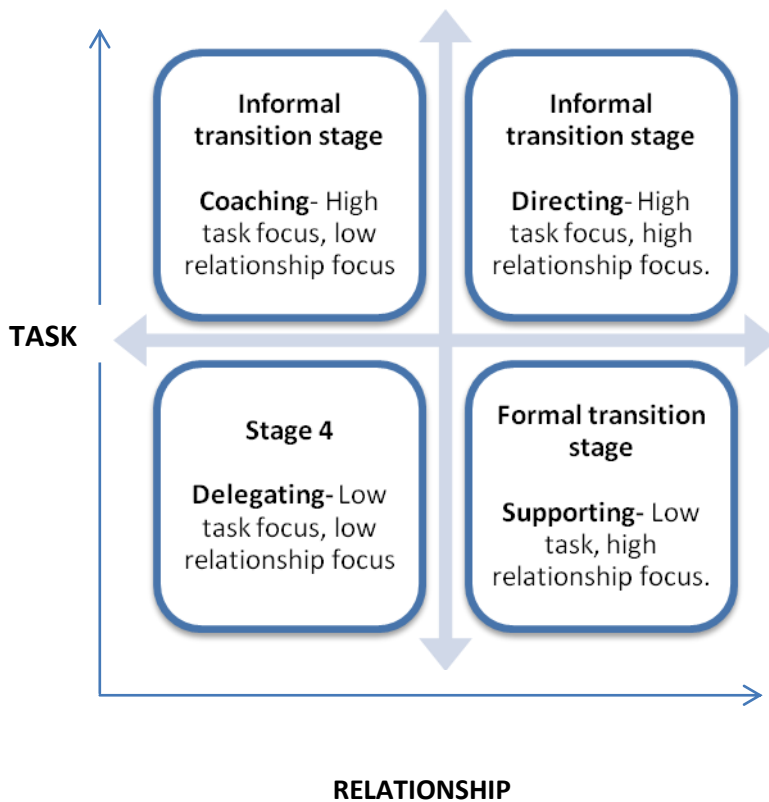 Informal
transition stage
Coaching- High
task focus, low
relationship focus
Informal
transition stage
Directing- High
task focus, high
relationship focus.
TASK
Stage 4
Delegating- Low
task focus, low
relationship focus
Formal transition
stage
Supporting- Low
task, high
relationship focus.
RELATIONSHIP